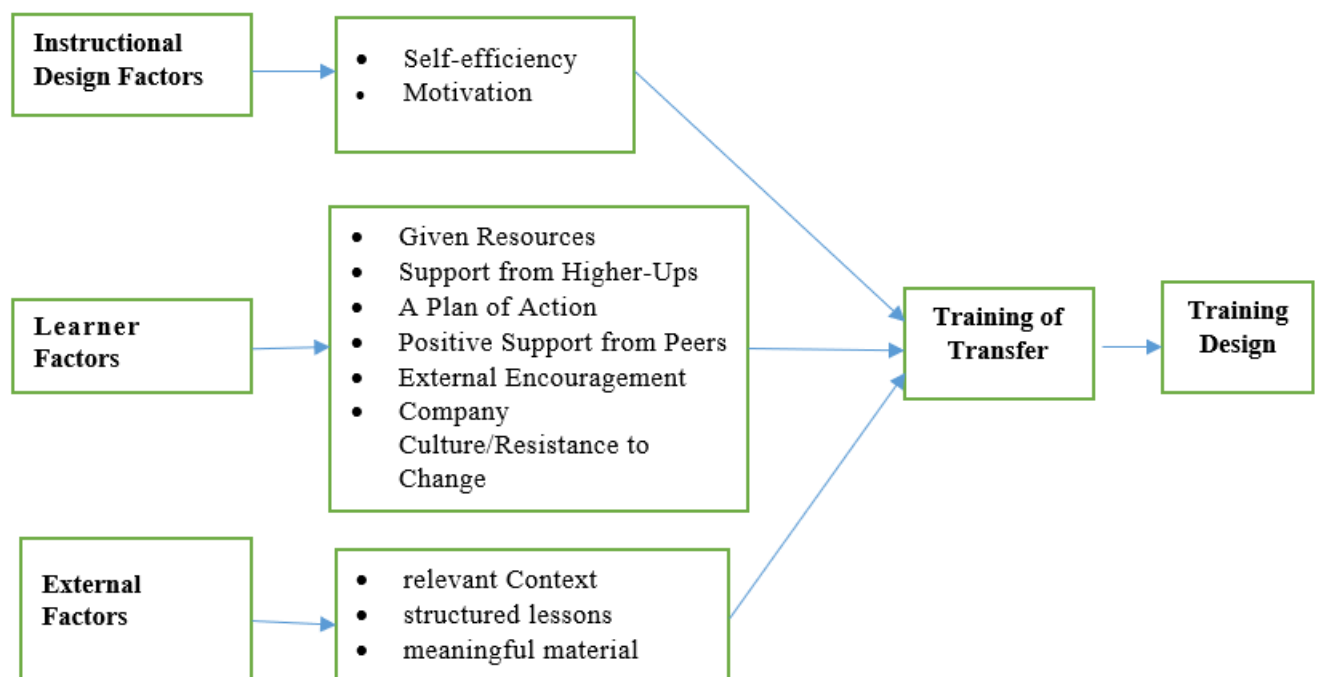 Instructional
Design Factors
• Self-efficiency
• Motivation
Learner
Factors
• Given Resources
• Support from Higher-Ups
• A Plan of Action
• Positive Support from Peers
• External Encouragement
• Company
Culture/Resistance to
Change
External
Factors
• relevant Context
• structured lessons
• meaningful material
Training of
Transfer
Training
Design